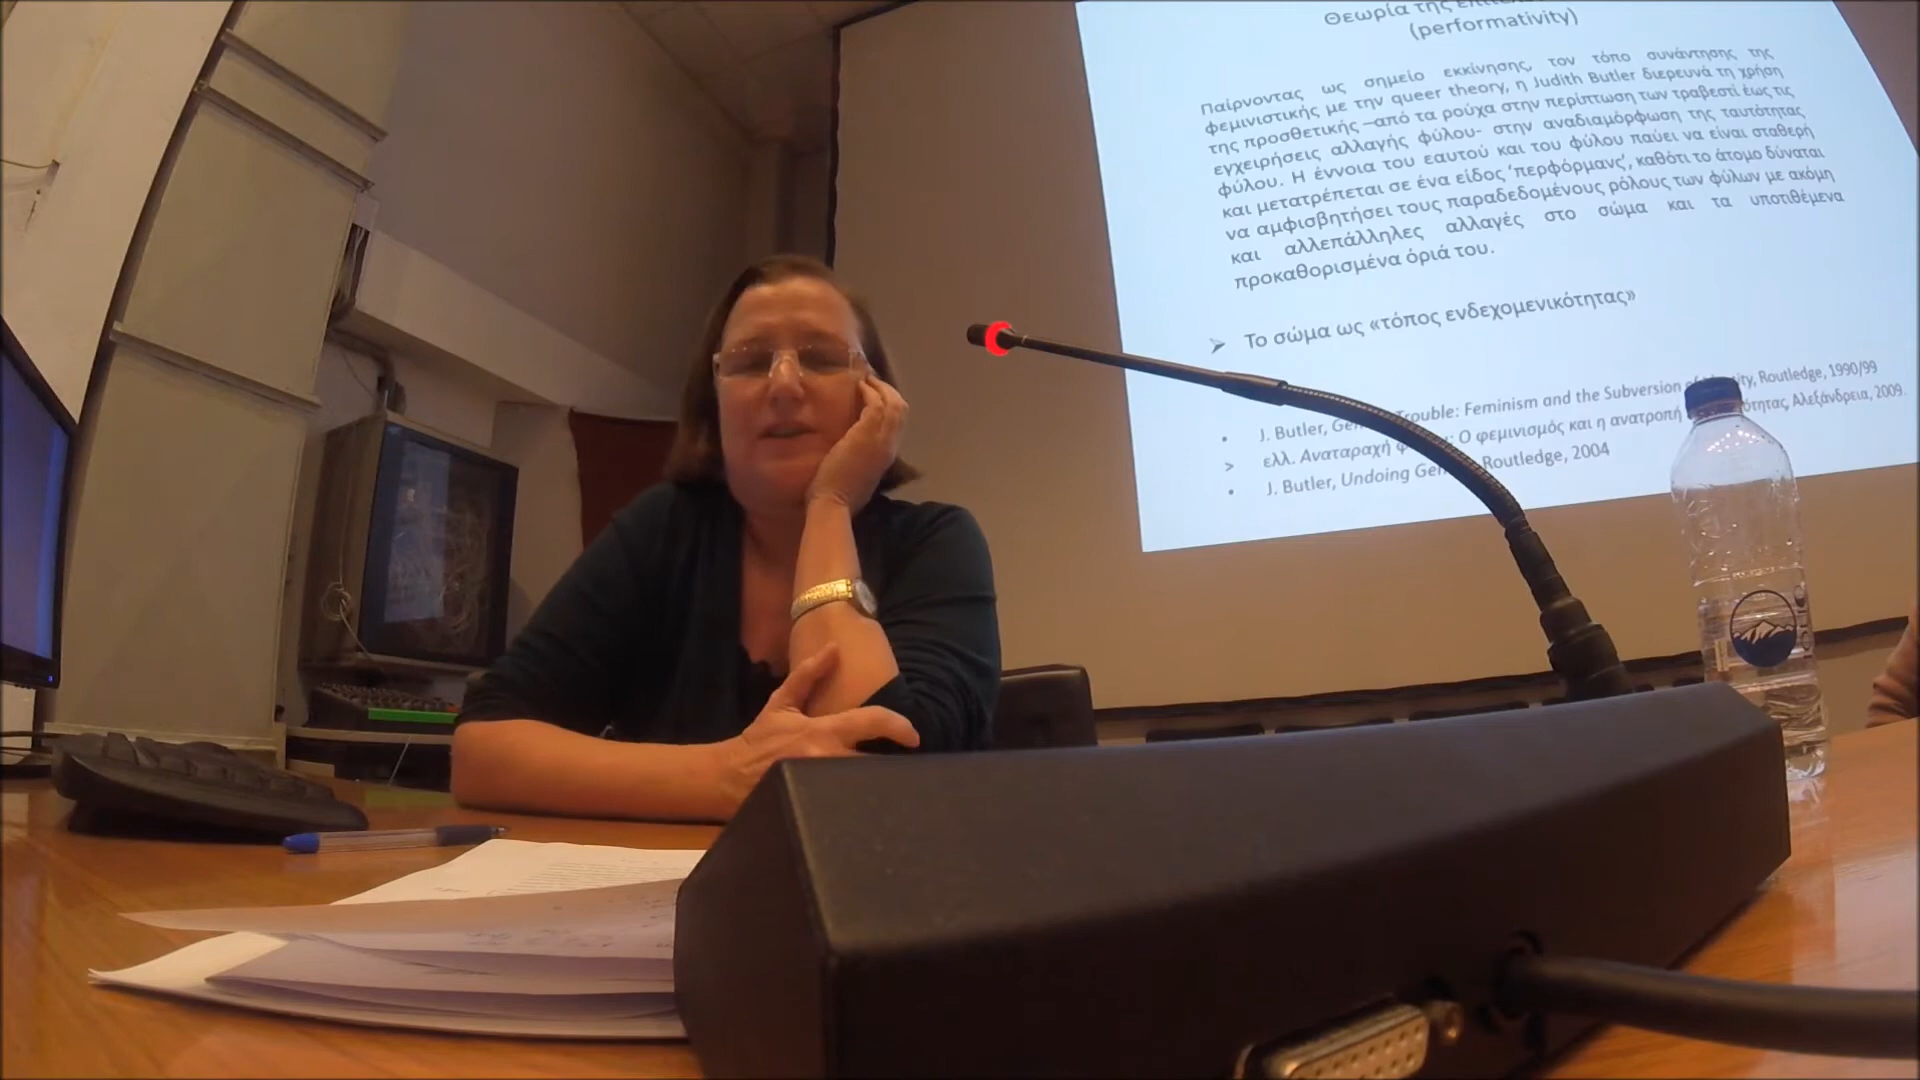 Θεωρία της
(performativity)
Παίρνοντας ως σημείο εκκίνησης, τον τόπο συνάντησης της
φεμινιστικής με την queer theory, η Judith Butler διερευνά τη χρήση
της προσθετικής –από τα ρούχα στην περίπτωση των τραβεστί έως τις
εγχειρήσεις αλλαγής φύλου- στην αναδιαμόρφωση της ταυτότητας
φύλου. Η έννοια του εαυτού και του φύλου παύει να είναι σταθερή
και μετατρέπεται σε ένα είδος ‘περφόρμανς’, καθότι το άτομο δύναται
να αμφισβητήσει τους παραδεδομένους ρόλους των φύλων με ακόμη
και αλλεπάλληλες αλλαγές στο σώμα και τα υποτιθέμενα
προκαθορισμένα όριά του.
➢ Το σώμα ως «τόπος ενδεχομενικότητας»
• J. Butler, Trouble: Feminism and the Subversion Routledge, 1990/99
> ελλ. Αναταραχή Ο φεμινισμός και η ανατροπή Αλεξάνδρεια, 2009.
• J. Butler, Undoing Routledge, 2004